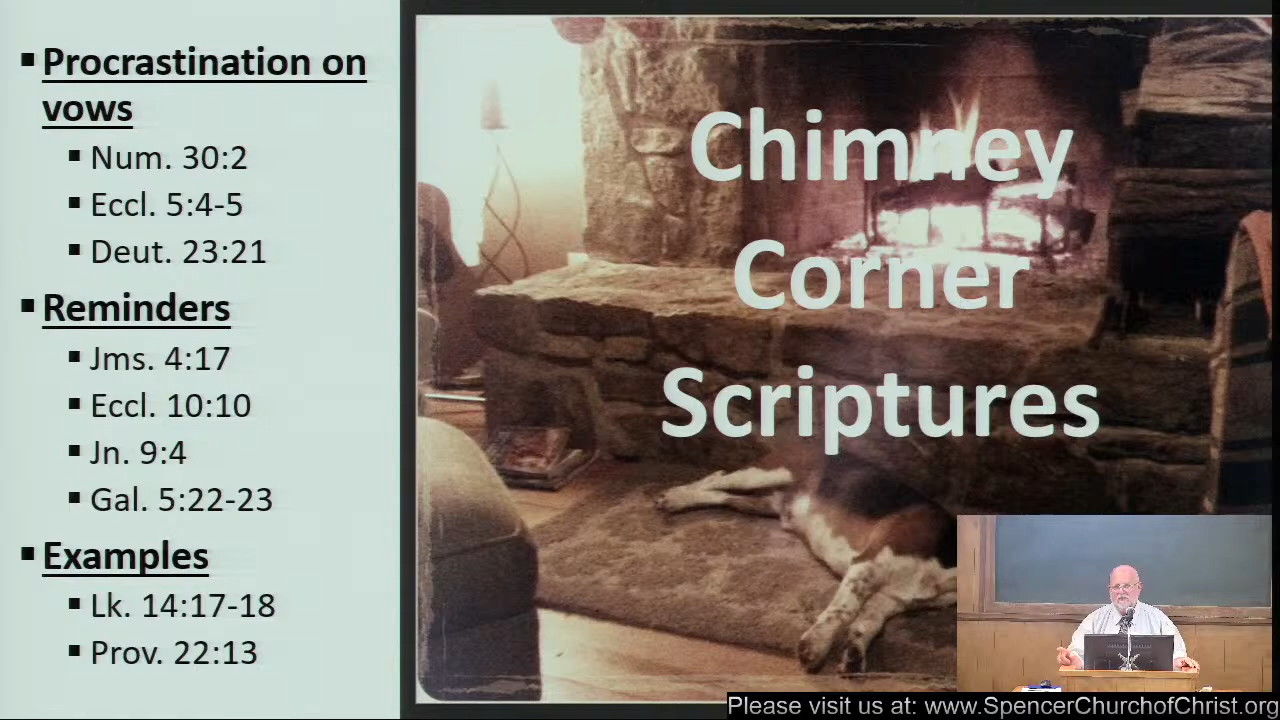 Procrastination on
vows
Num. 30:2
Eccl. 5:4-5
Deut. 23:21
Reminders
Jms. 4:17
Eccl. 10:10
Jn. 9:4
Gal. 5:22-23
Examples
Lk. 14:17-18
Prov. 22:13
Chimney
Corner
Scriptures
Please visit us at: www.SpencerChurchofChrist.org